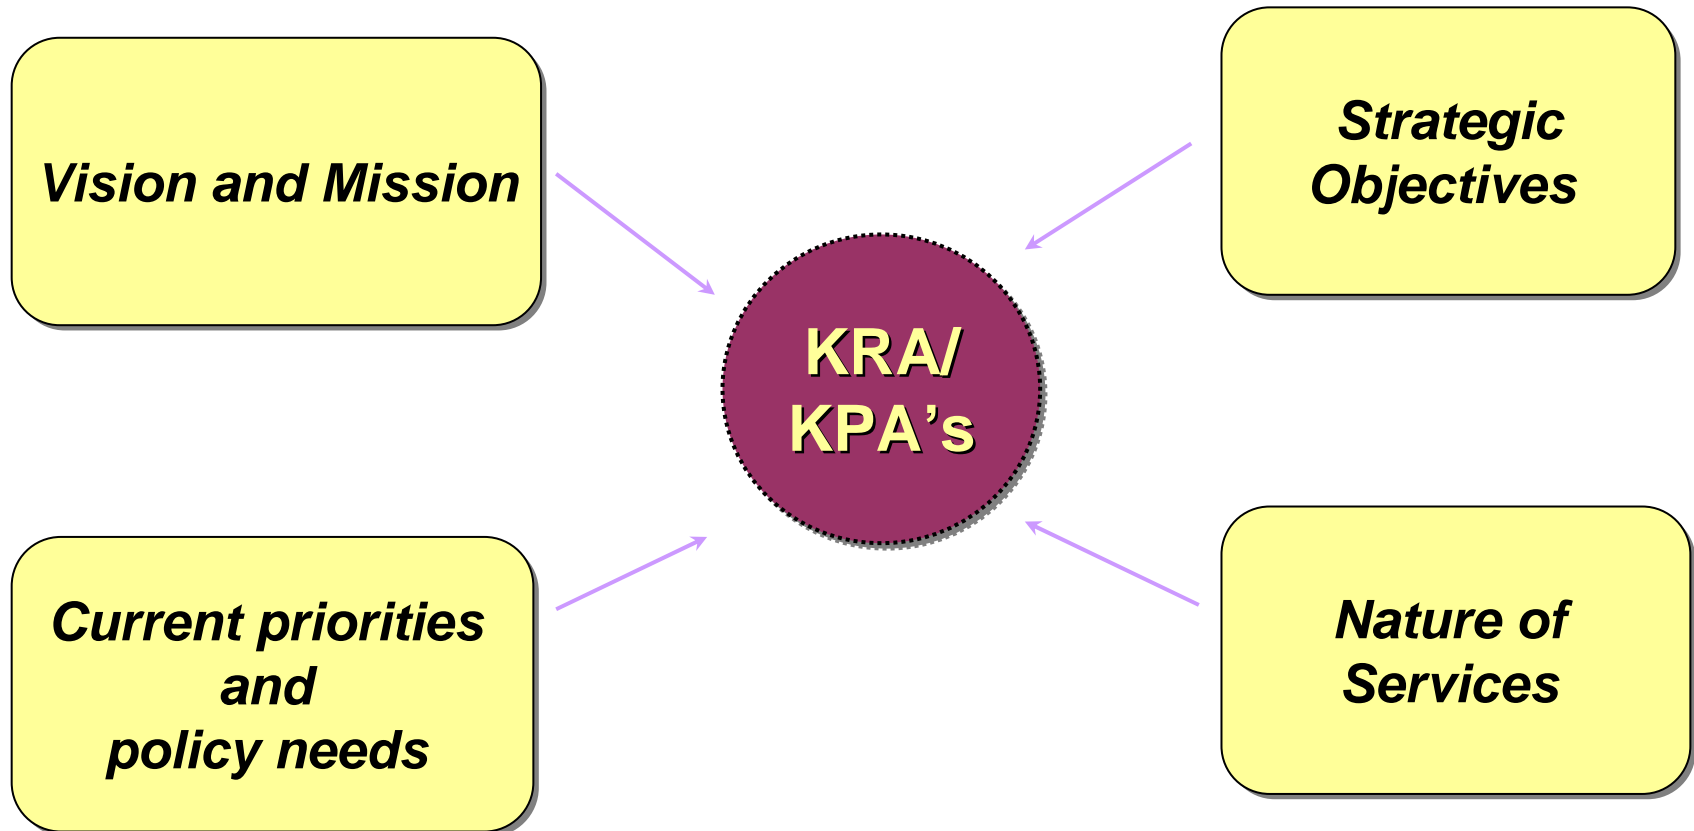 Vision and Mission
Strategic
Objectives
KRA/
KPA’s
Current priorities
and
policy needs
Nature of
Services